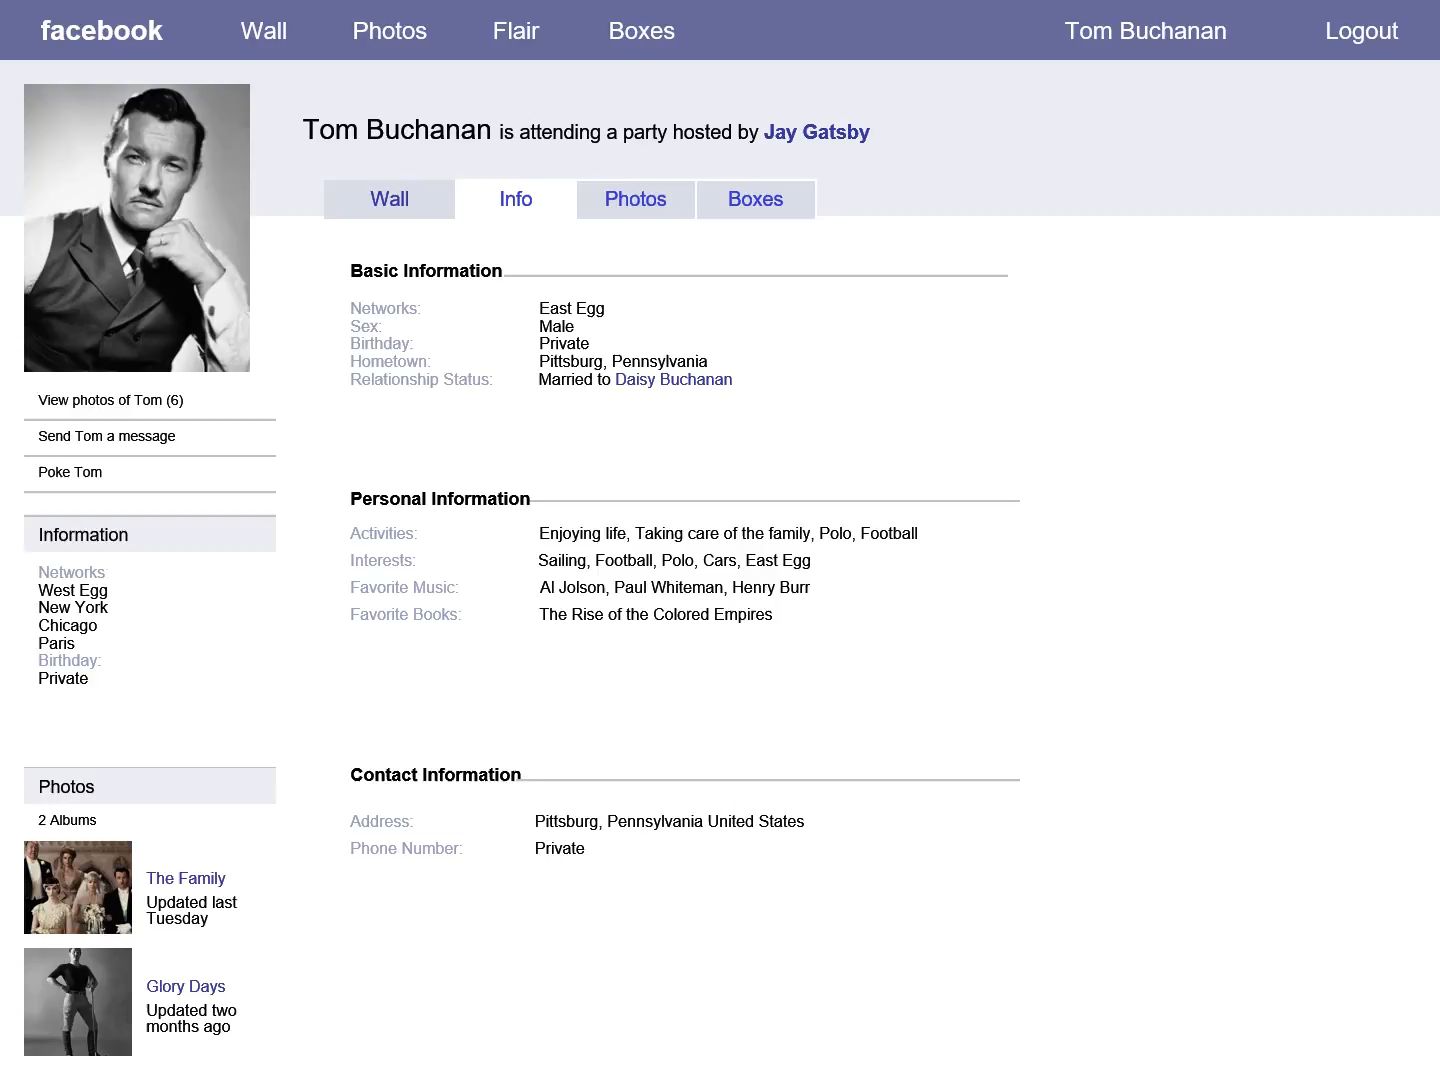 facebook Wall Photos Flair Boxes Tom Buchanan Logout
Tom Buchanan is attending a party hosted by Jay Gatsby
Wall Info Photos Boxes
View photos of Tom (6)
Send Tom a message
Poke Tom
Information
Networks
West Egg
New York
Chicago
Paris
Birthday:
Private
Photos
2 Albums
The Family
Updated last
Tuesday
Glory Days
Updated two
months ago
Basic Information
Networks: East Egg
Sex: Male
Birthday: Private
Hometown: Pittsburg, Pennsylvania
Relationship Status: Married to Daisy Buchanan
Personal Information
Activities: Enjoying life, Taking care of the family, Polo, Football
Interests: Sailing, Football, Polo, Cars, East Egg
Favorite Music: Al Jolson, Paul Whiteman, Henry Burr
Favorite Books: The Rise of the Colored Empires
Contact Information
Address: Pittsburg, Pennsylvania United States
Phone Number: Private